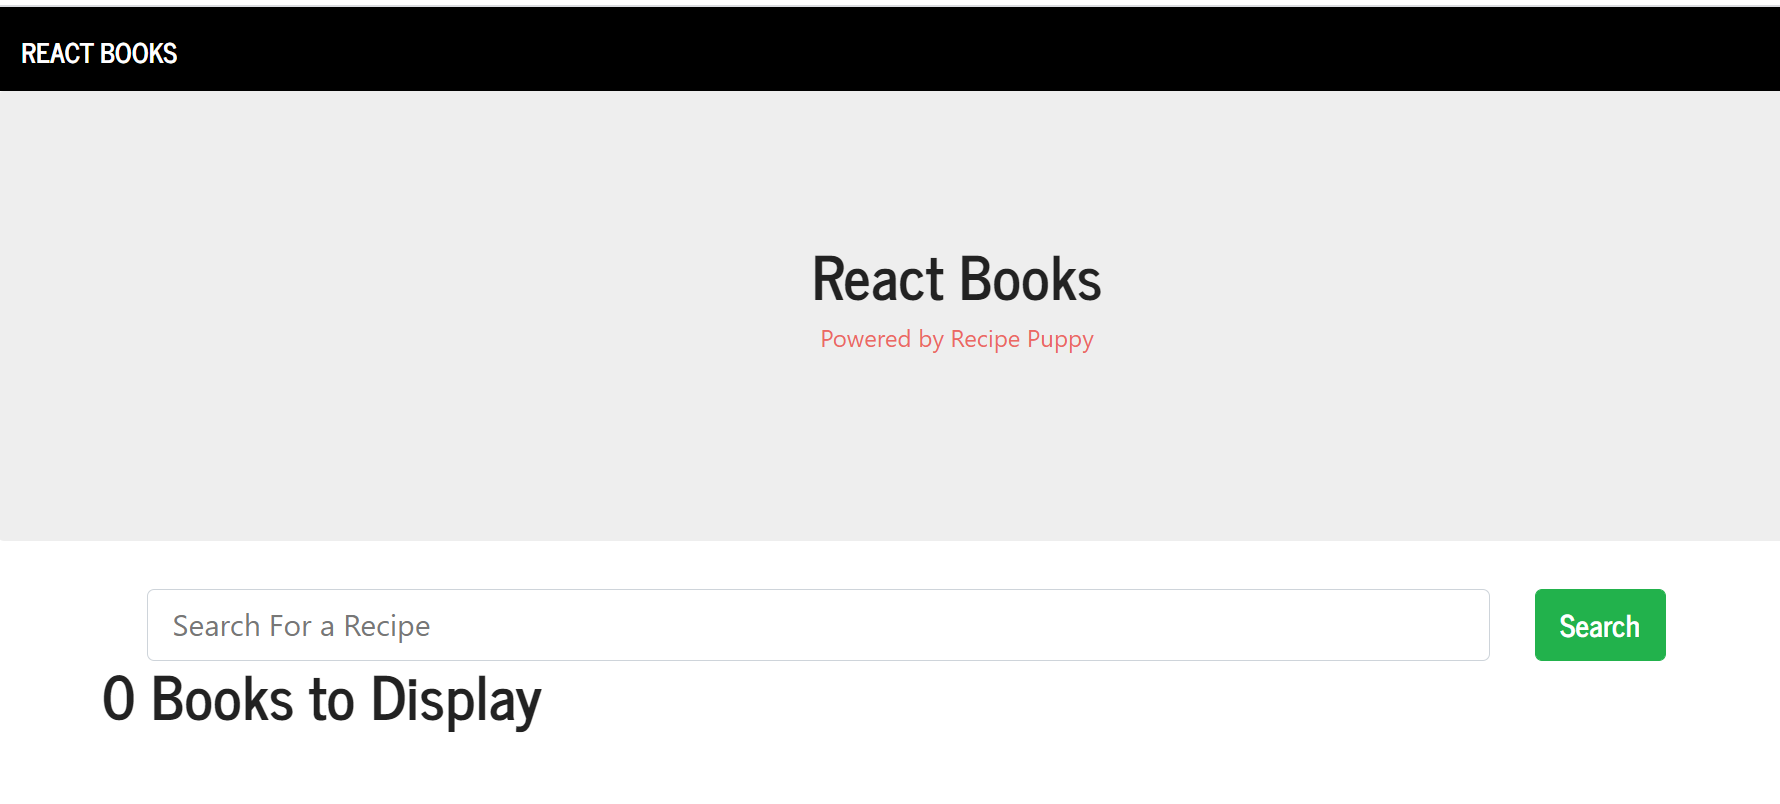 REACT BOOKS
React Books
Powered by Recipe Puppy
Search For a Recipe
Search
0 Books to Display